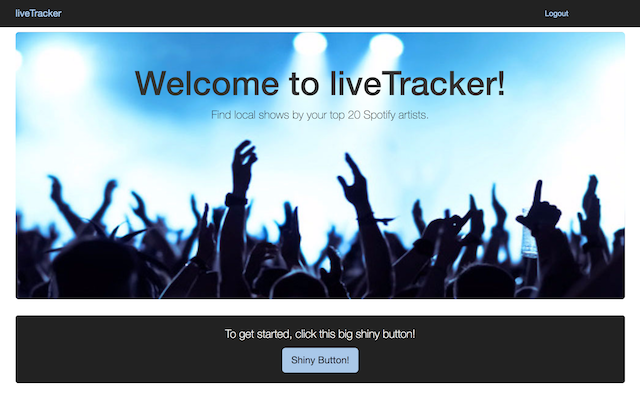 liveTracker
Logout
Welcome to liveTracker!
Find local shows by your top 20 Spotify artists.
To get started, click this big shiny button!
Shiny Button!